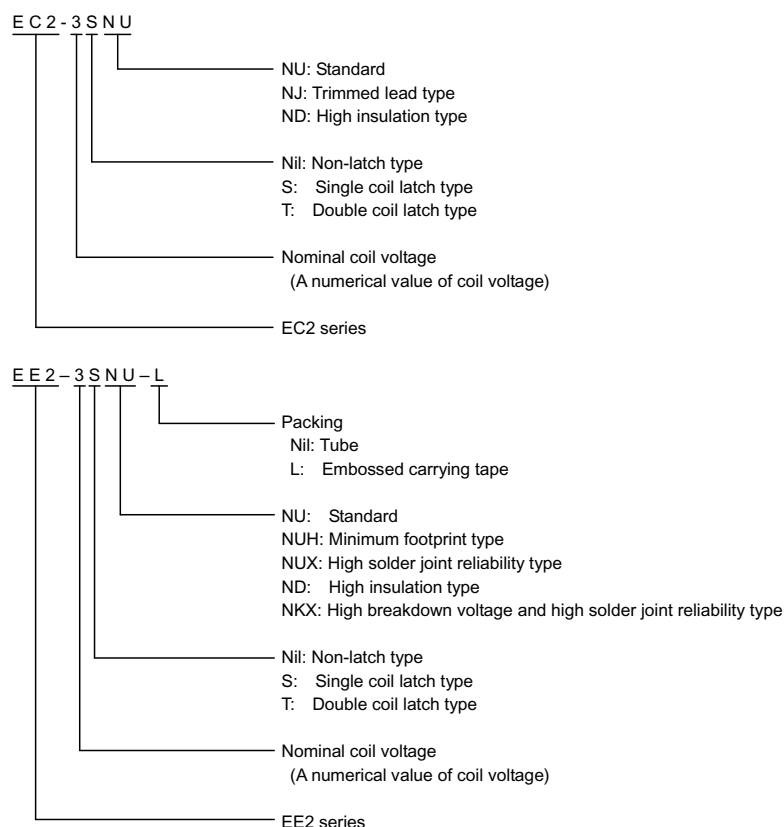 EC2-3SNU
NU: Standard
NJ: Trimmed lead type
ND: High insulation type
Nil: Non-latch type
S: Single coil latch type
T: Double coil latch type
Nominal coil voltage
(A numerical value of coil voltage)
EC2 series
EE2–3SNU–L
Packing
Nil: Tube
L: Embossed carrying tape
NU: Standard
NUH: Minimum footprint type
NUX: High solder joint reliability type
ND: High insulation type
NKX: High breakdown voltage and high solder joint reliability type
Nil: Non-latch type
S: Single coil latch type
T: Double coil latch type
Nominal coil voltage
(A numerical value of coil voltage)
EE2 series